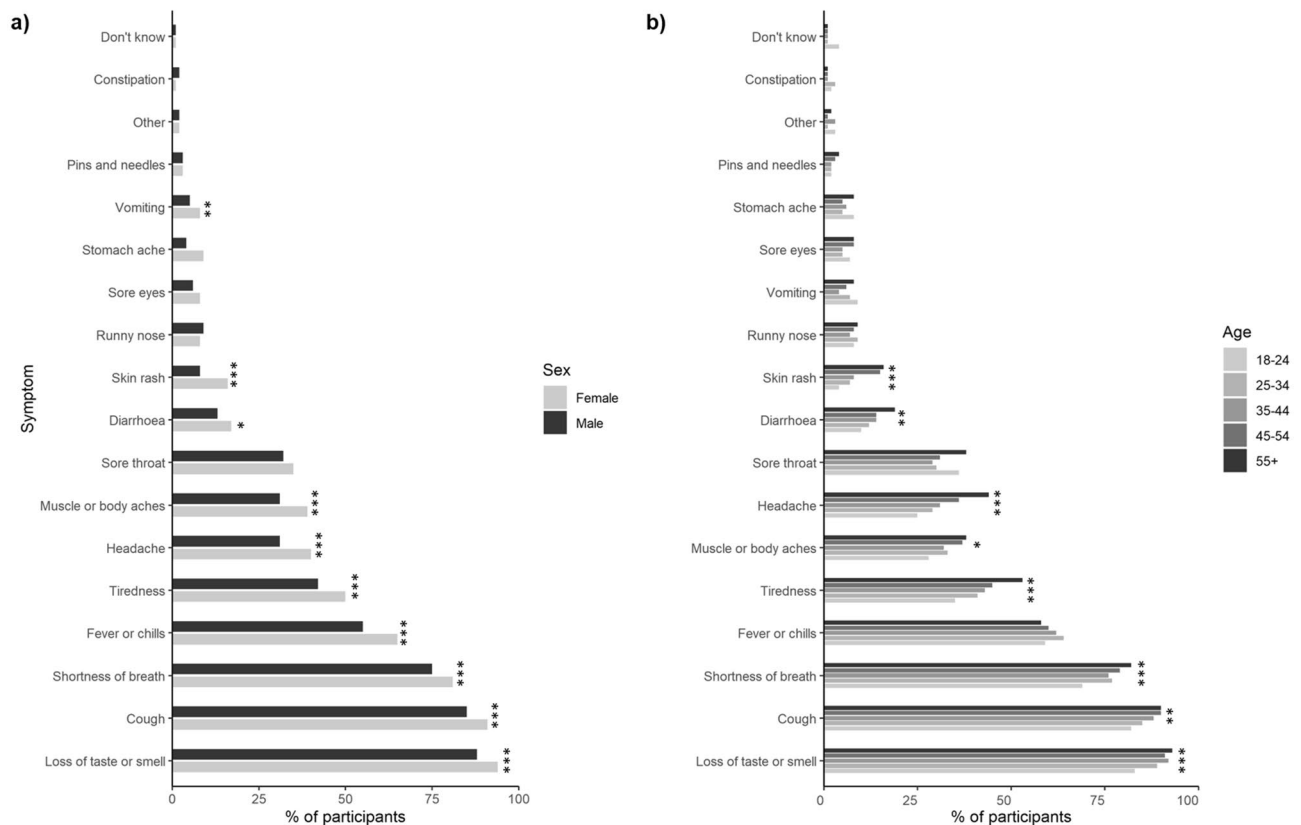 a)
Symptom
Don't know
Constipation
Other
Pins and needles
Vomiting
**
Stomach ache
Sore eyes
Runny nose
Skin rash
***
Diarrhoea
*
Sore throat
Muscle or body aches
***
Headache
***
Tiredness
***
Fever or chills
***
Shortness of breath
***
Cough
***
Loss of taste or smell
***
0 25 50 75 100
% of participants
Sex
Female
Male
b)
Don't know
Constipation
Other
Pins and needles
Stomach ache
Sore eyes
Vomiting
Runny nose
Skin rash
***
Diarrhoea
**
Sore throat
Headache
***
Muscle or body aches
*
Tiredness
***
Fever or chills
Shortness of breath
***
Cough
**
Loss of taste or smell
***
0 25 50 75 100
% of participants
Age
18-24
25-34
35-44
45-54
55+